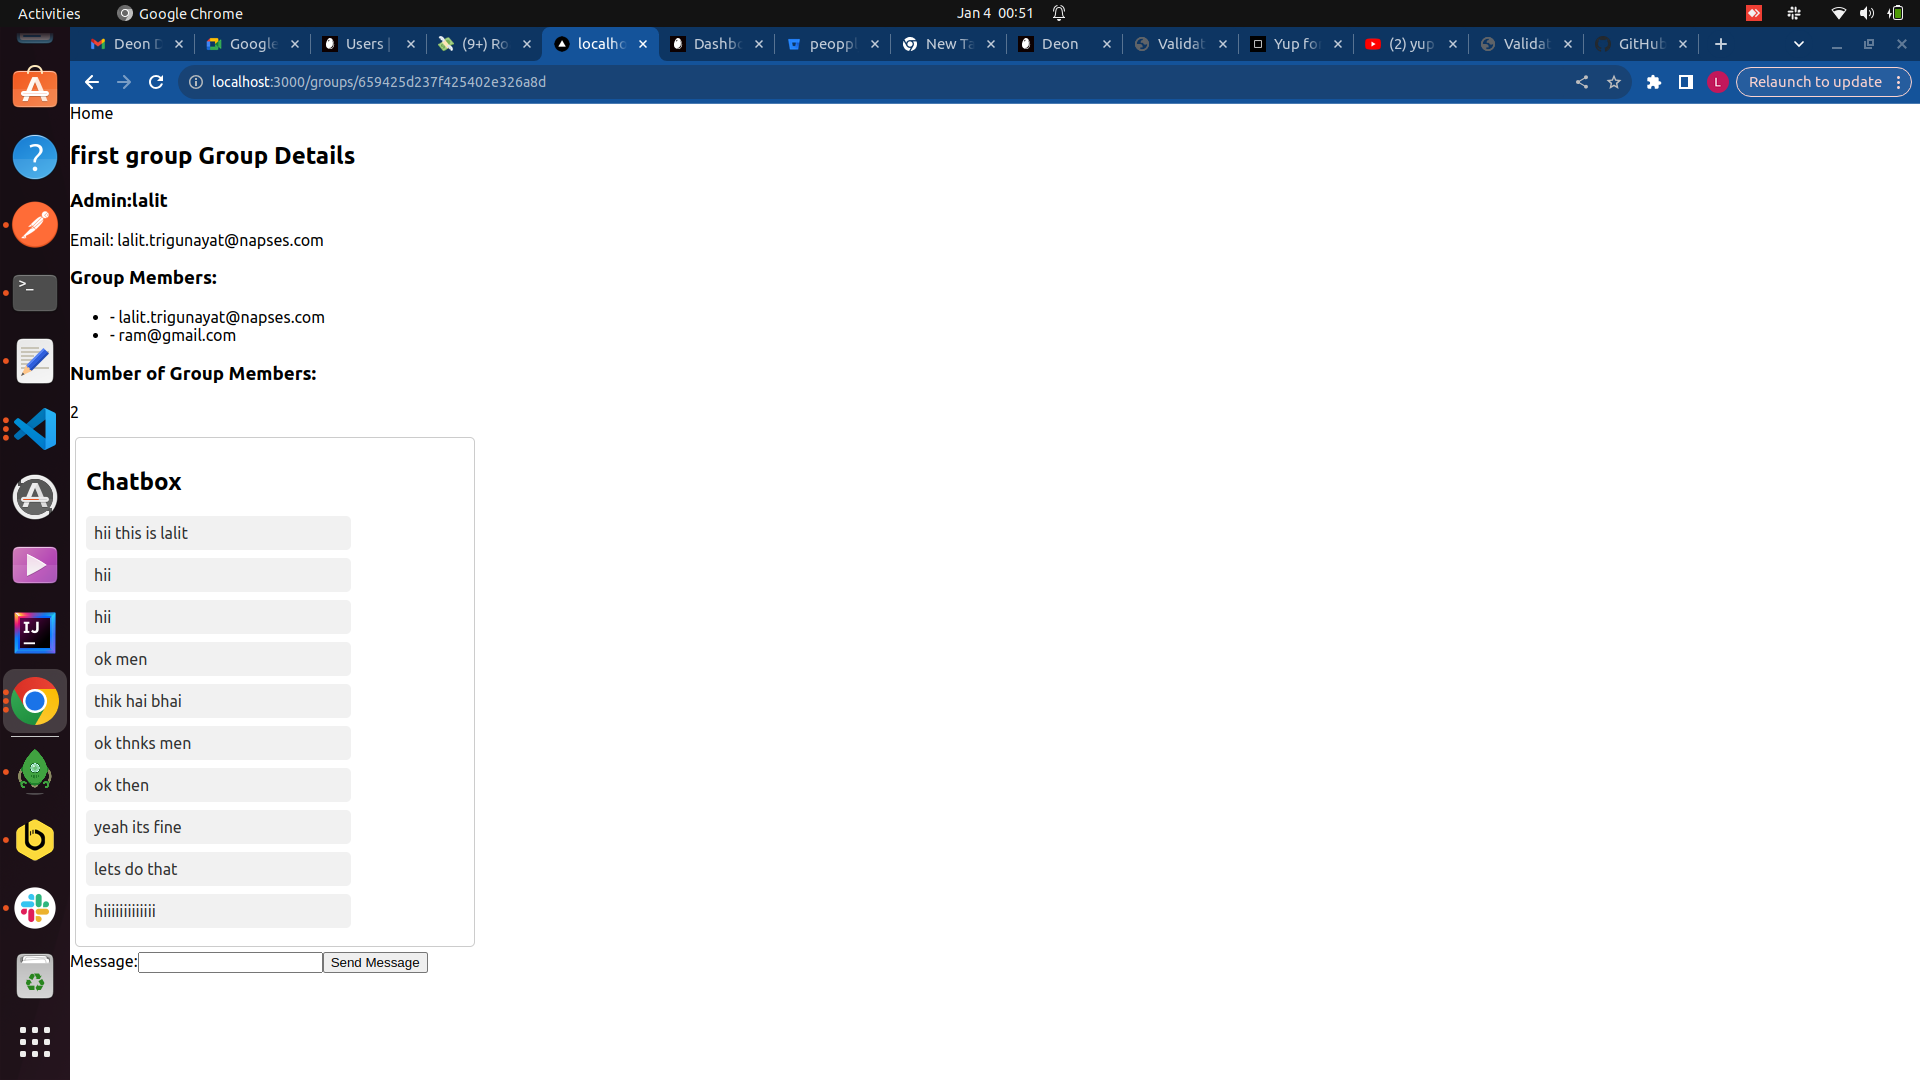 Activities Google Chrome Jan 4 00:51
Deon D Google Users | (9+) Ro localho Dashbo peoppl New Ta Deon Validat Yup fo (2) yup Validat GitHub
localhost:3000/groups/659425d237f425402e326a8d L Relaunch to update
Home
first group Group Details
Admin:lalit
Email: lalit.trigunayat@napses.com
Group Members:
- lalit.trigunayat@napses.com
- ram@gmail.com
Number of Group Members:
2
Chatbox
hii this is lalit
hii
hii
ok men
thik hai bhai
ok thnks men
ok then
yeah its fine
lets do that
hiiiiiiiiiiiii
Message: Send Message